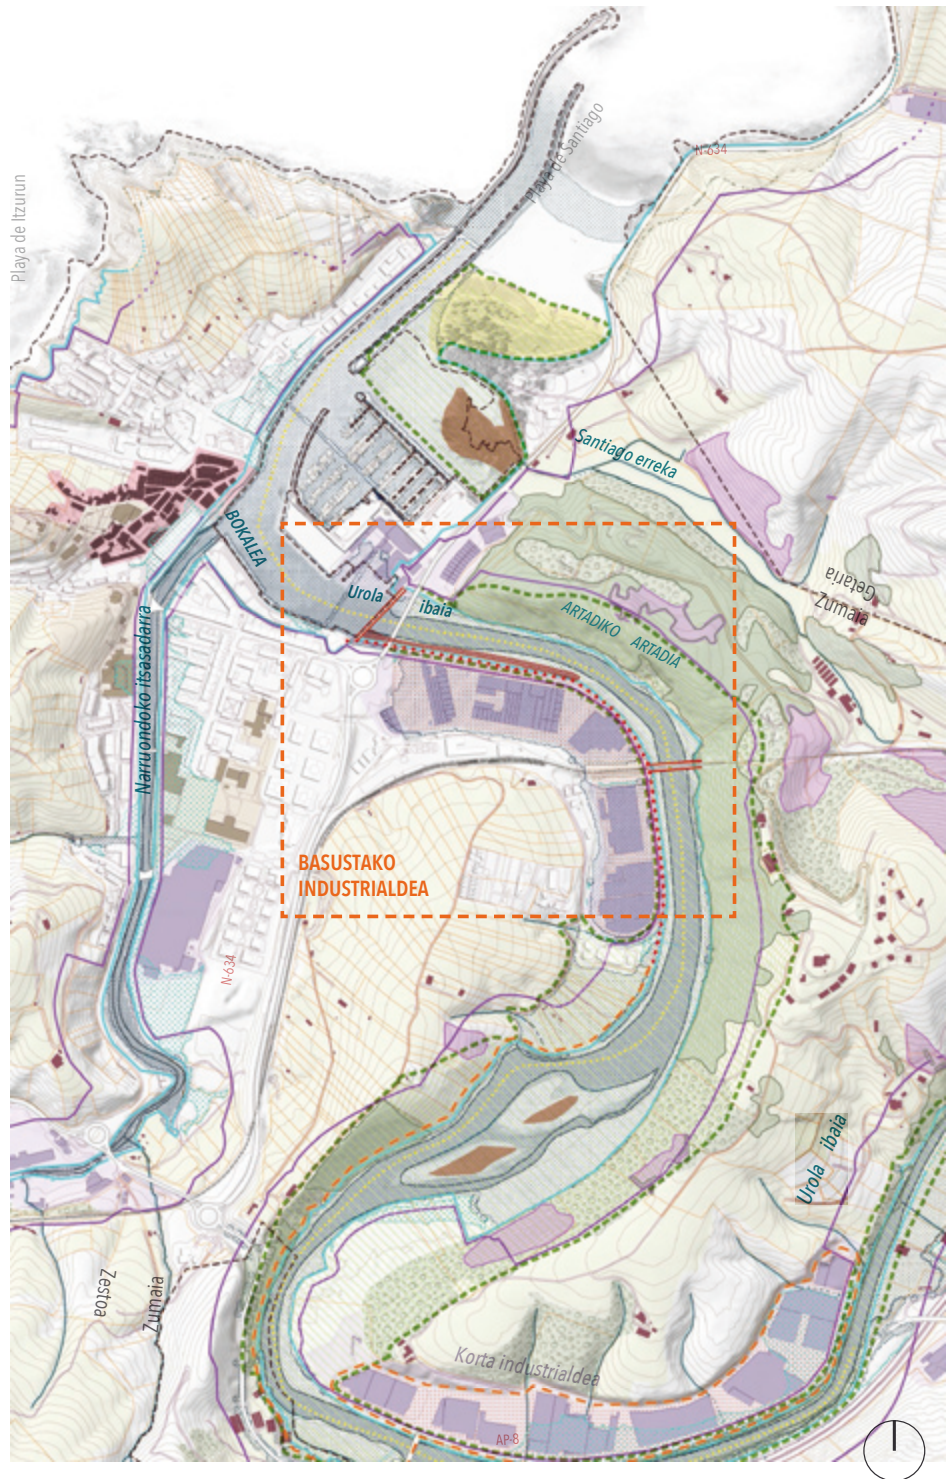 Playa de Santiago
N-634
Playa de Itzurun
Santiago erreka
BOKALEA
Getaria
Zumaia
Urola ibaia
ARTADIKO ARTADIA
Narruondoko itsasadarra
BASUSTAKO
INDUSTRIALDEA
N-634
Urola ibaia
Zestoa
Zumaia
Korta industrialdea
AP-8